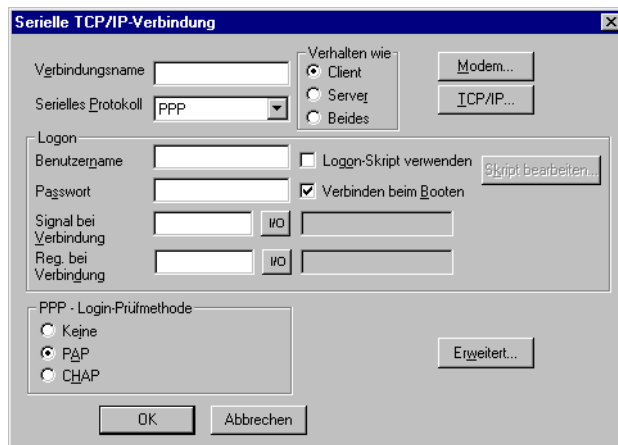 Serielle TCP/IP-Verbindung
Verbindungsname
Serielles Protokoll
PPP
Verhalten wie
Client
Server
Beides
Modem...
TCP/IP...
Logon
Benutzername
Logon-Skript verwenden
Skript bearbeiten...
Passwort
Verbinden beim Booten
Signal bei
Verbindung
I/O
Reg. bei
Verbindung
I/O
PPP - Login-Prüfmethode
Keine
PAP
CHAP
Erweitert...
OK
Abbrechen